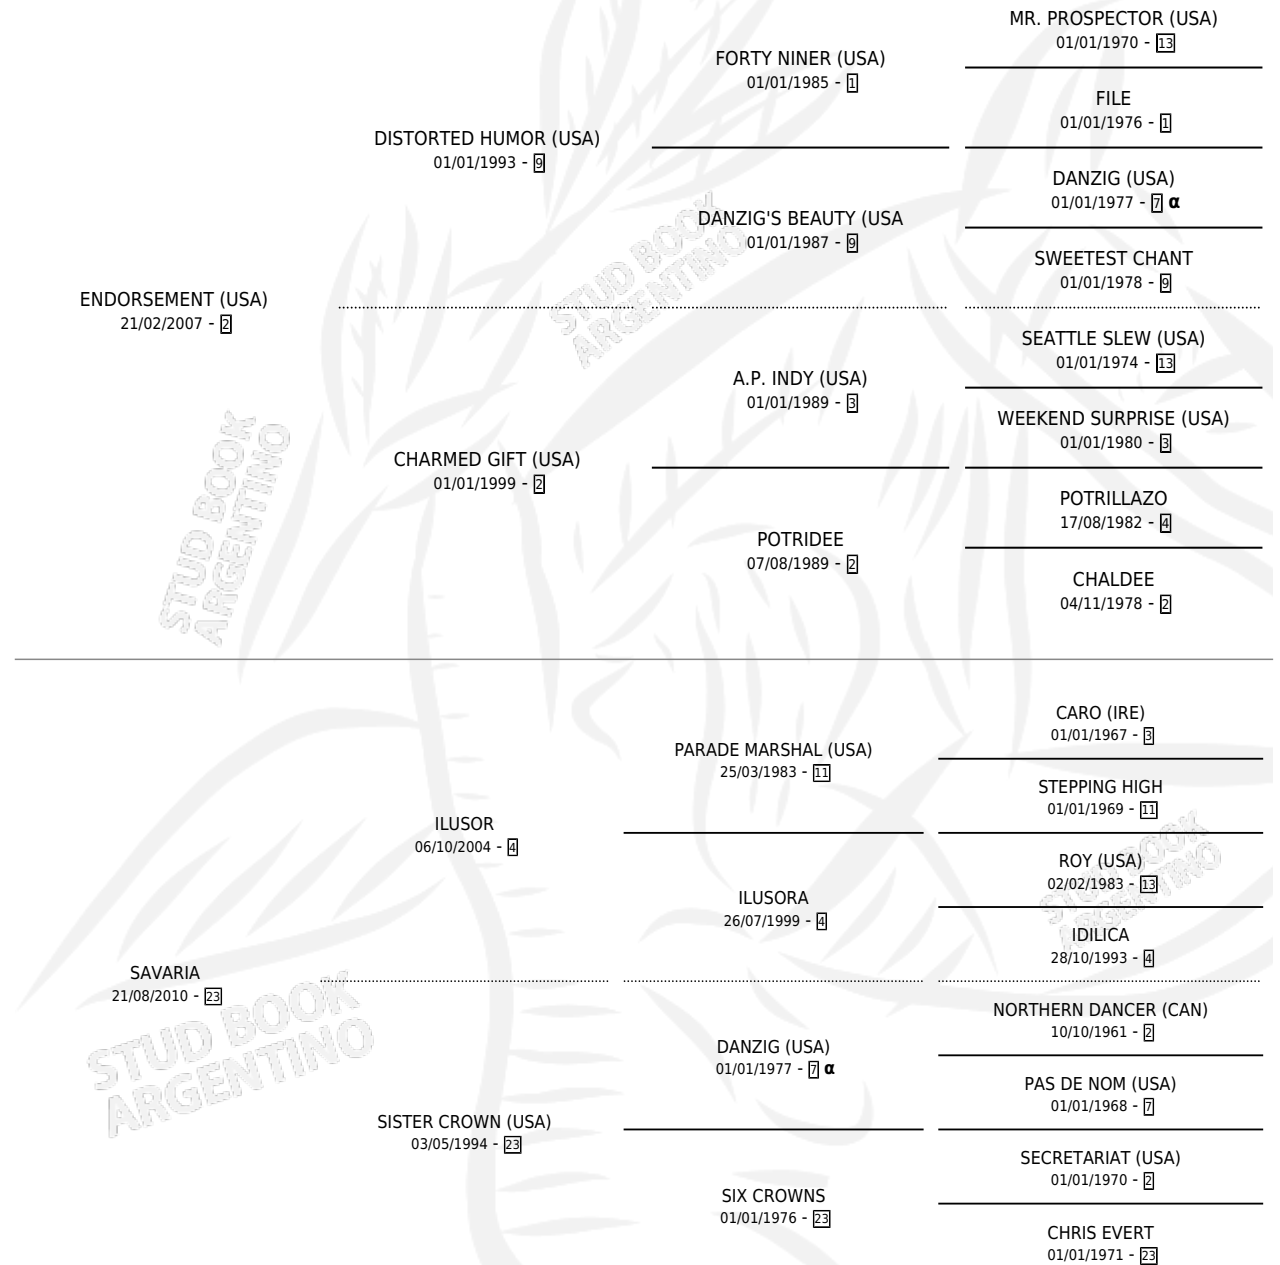 MR. PROSPECTOR (USA)
01/01/1970 - 13
FORTY NINER (USA)
01/01/1985 - 1
FILE
01/01/1976 - 1
DISTORTED HUMOR (USA)
01/01/1993 - 9
DANZIG (USA)
01/01/1977 - 7 α
DANZIG'S BEAUTY (USA
01/01/1987 - 9
SWEETEST CHANT
01/01/1978 - 9
STUD BOOK
ARGENTINO
ENDORSEMENT (USA)
21/02/2007 - 2
SEATTLE SLEW (USA)
01/01/1974 - 13
A.P. INDY (USA)
01/01/1989 - 3
WEEKEND SURPRISE (USA)
01/01/1980 - 3
CHARMED GIFT (USA)
01/01/1999 - 2
POTRILLAZO
17/08/1982 - 4
POTRIDEE
07/08/1989 - 2
CHALDEE
04/11/1978 - 2
STUD BOOK
ARGENTINO
CARO (IRE)
01/01/1967 - 3
PARADE MARSHAL (USA)
25/03/1983 - 11
STEPPING HIGH
01/01/1969 - 11
ILUSOR
06/10/2004 - 4
ROY (USA)
02/02/1983 - 13
STUD BOOK
ARGENTINO
ILUSORA
26/07/1999 - 4
IDILICA
28/10/1993 - 4
SAVARIA
21/08/2010 - 23
STUD BOOK
ARGENTINO
NORTHERN DANCER (CAN)
10/10/1961 - 2
DANZIG (USA)
01/01/1977 - 7 α
PAS DE NOM (USA)
01/01/1968 - 7
SISTER CROWN (USA)
03/05/1994 - 23
SECRETARIAT (USA)
01/01/1970 - 2
SIX CROWNS
01/01/1976 - 23
CHRIS EVERT
01/01/1971 - 23